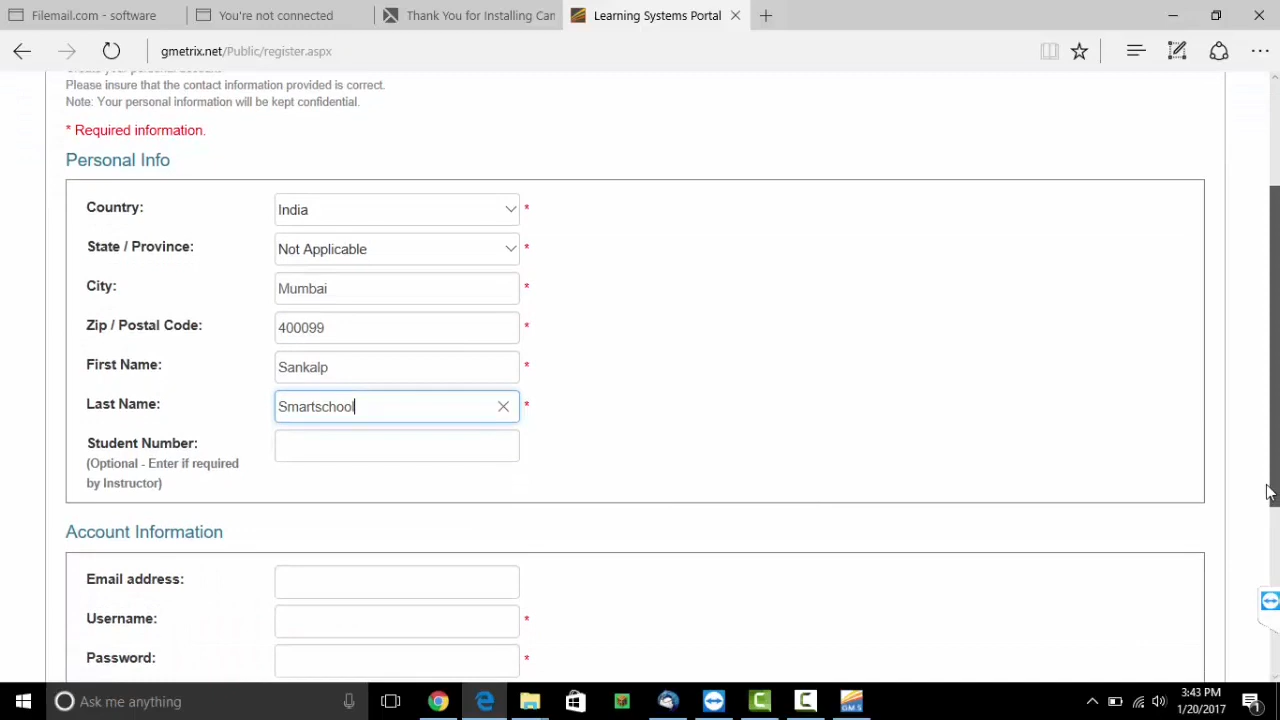 Filemail.com - software
You're not connected
Thank You for Installing Can
Learning Systems Portal
gmetrix.net/Public/register.aspx
Please insure that the contact information provided is correct.
Note: Your personal information will be kept confidential.
* Required information.
Personal Info
Country:
India
*
State / Province:
Not Applicable
*
City:
Mumbai
*
Zip / Postal Code:
400099
*
First Name:
Sankalp
*
Last Name:
Smartschool
*
Student Number:
(Optional - Enter if required
by Instructor)
Account Information
Email address:
Username:
*
Password:
*
Ask me anything
GMS
3:43 PM
1/20/2017
1